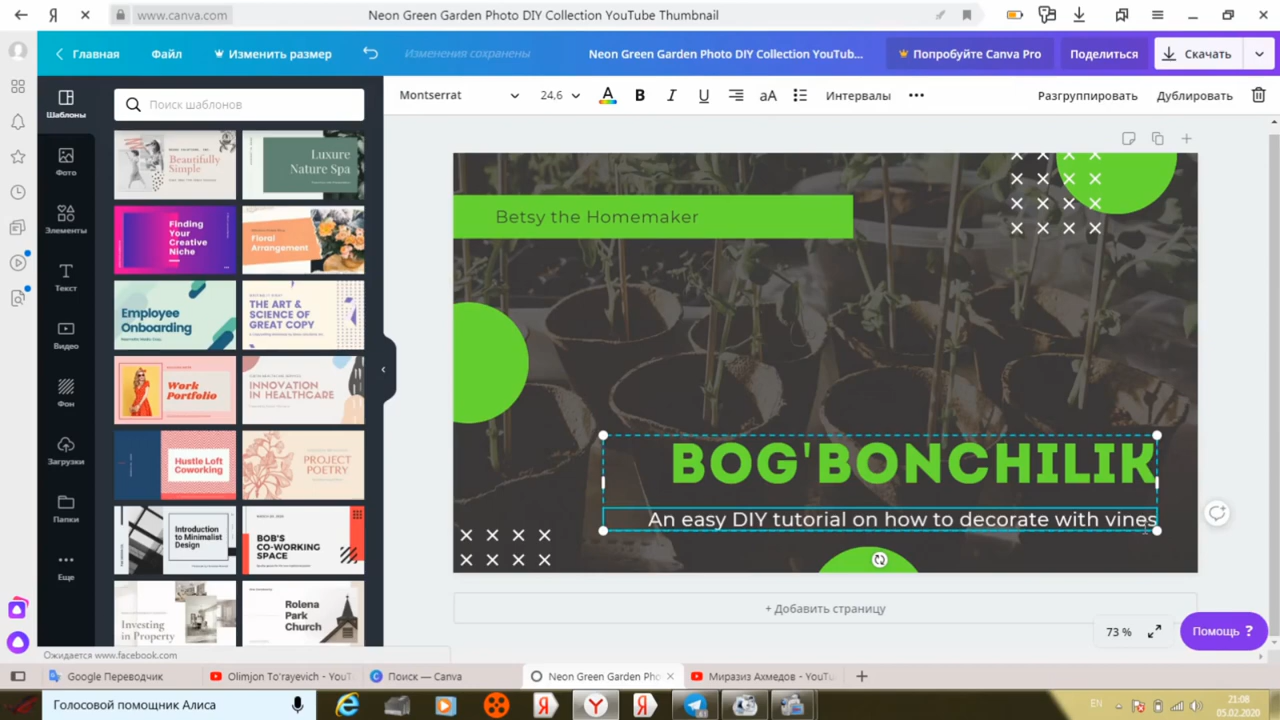 www.canva.com
Neon Green Garden Photo DIY Collection YouTube Thumbnail
Главная
Файл
Изменить размер
Изменения сохранены
Neon Green Garden Photo DIY Collection YouTub...
Попробуйте Canva Pro
Поделиться
Скачать
Шаблоны
Фото
Элементы
Текст
Видео
Фон
Загрузки
Папки
Еще
Поиск шаблонов
Montserrat
24.6
A
B
I
U
aA
Интервалы
Разгруппировать
Дублировать
Beautifully
Simple
Luxure
Nature Spa
Finding
Your
Creative
Niche
Floral
Arrangement
Employee
Onboarding
THE ART &
SCIENCE OF
GREAT COPY
Work
Portfolio
INNOVATION
IN HEALTHCARE
Hustle Loft
Coworking
PROJECT
POETRY
Introduction
to Minimalist
Design
BOB'S
CO-WORKING
SPACE
Investing
in Property
Rolena
Park
Church
Betsy the Homemaker
BOG'BONCHILIK
An easy DIY tutorial on how to decorate with vines
+ Добавить страницу
73 %
Помощь ?
Ожидается www.facebook.com
Google Переводчик
Olimjon To'rayevich - YouT
Поиск — Canva
Neon Green Garden Pho
Миразиз Ахмедов - YouTu
Голосовой помощник Алиса
EN
21:08
05.02.2020